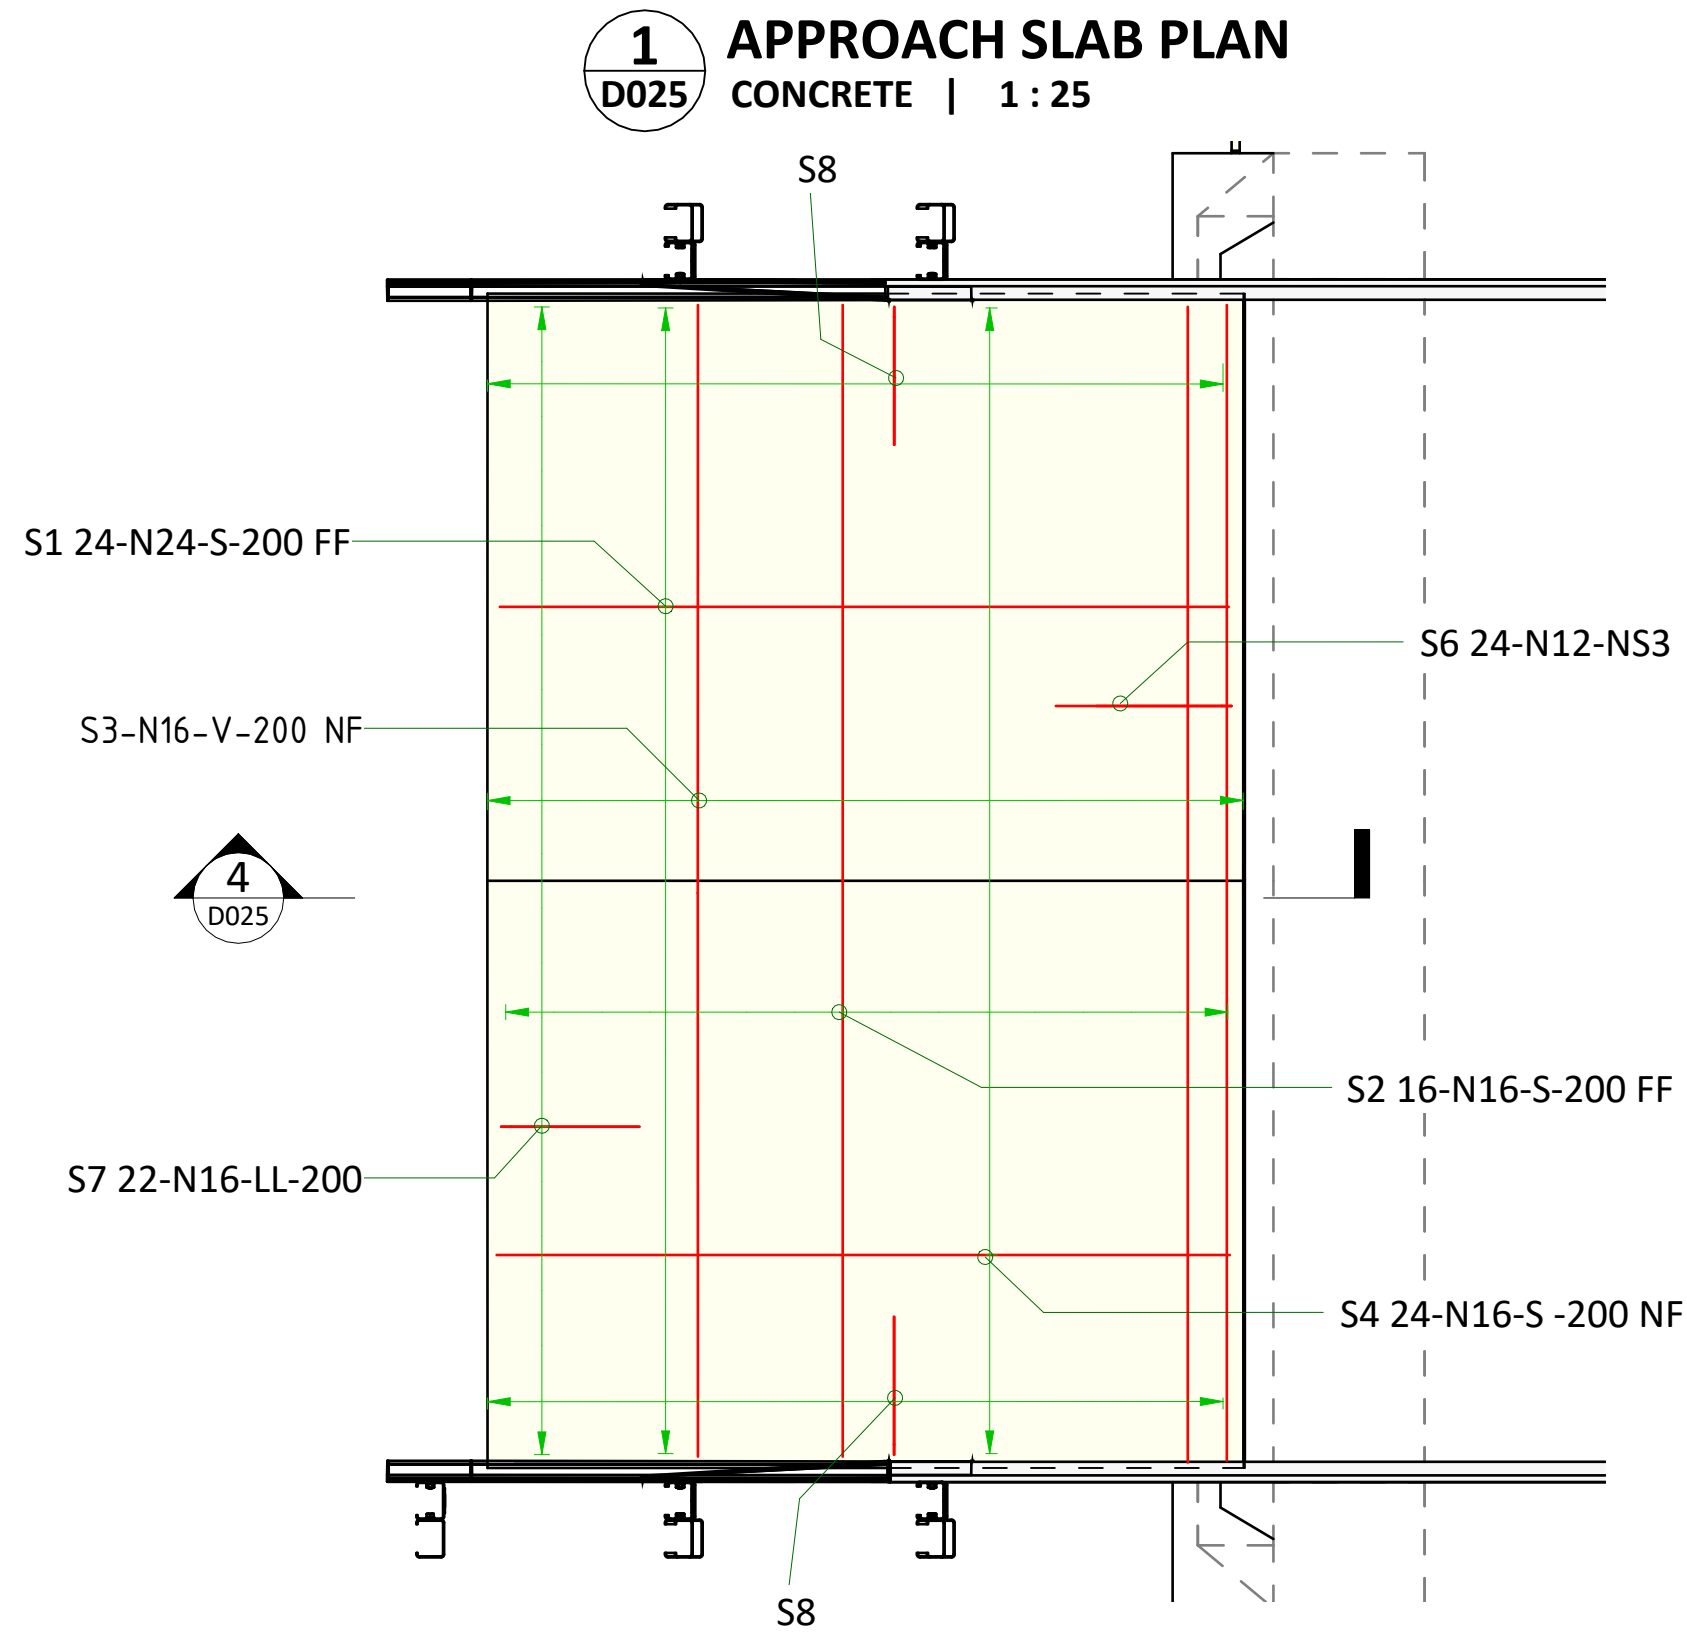 1
D025
APPROACH SLAB PLAN
CONCRETE | 1 : 25
S8
S1 24-N24-S-200 FF
S6 24-N12-NS3
S3-N16-V-200 NF
4
D025
S2 16-N16-S-200 FF
S7 22-N16-LL-200
S4 24-N16-S -200 NF
S8